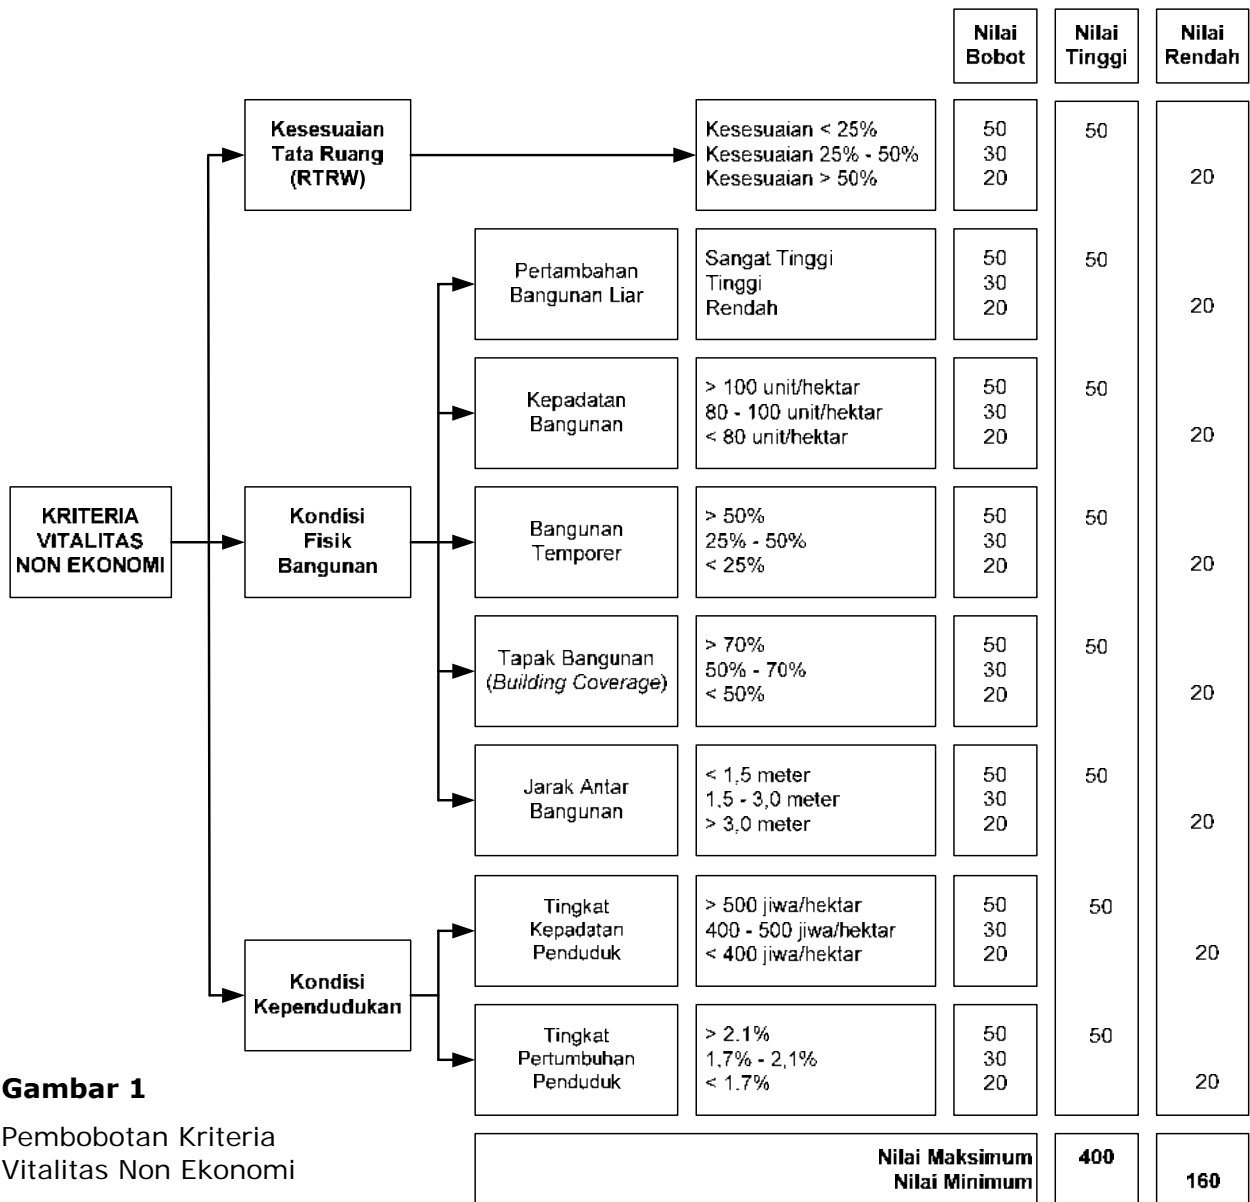 Nilai
Bobot
Nilai
Tinggi
Nilai
Rendah
Kesesuaian
Tata Ruang
(RTRW)
Kesesuaian < 25%
Kesesuaian 25% - 50%
Kesesuaian > 50%
50
30
20
50
20
Pertambahan
Bangunan Liar
Sangat Tinggi
Tinggi
Rendah
50
30
20
50
20
Kepadatan
Bangunan
> 100 unit/hektar
80 - 100 unit/hektar
< 80 unit/hektar
50
30
20
50
20
KRITERIA
VITALITAS
NON EKONOMI
Kondisi
Fisik
Bangunan
Bangunan
Temporer
> 50%
25% - 50%
< 25%
50
30
20
50
20
Tapak Bangunan
(Building Coverage)
> 70%
50% - 70%
< 50%
50
30
20
50
20
Jarak Antar
Bangunan
< 1,5 meter
1,5 - 3,0 meter
> 3,0 meter
50
30
20
50
20
Kondisi
Kependudukan
Tingkat
Kepadatan
Penduduk
> 500 jiwa/hektar
400 - 500 jiwa/hektar
< 400 jiwa/hektar
50
30
20
50
20
Tingkat
Pertumbuhan
Penduduk
> 2.1%
1,7% - 2,1%
< 1.7%
50
30
20
50
20
Nilai Maksimum
Nilai Minimum
400
160
Gambar 1
Pembobotan Kriteria
Vitalitas Non Ekonomi